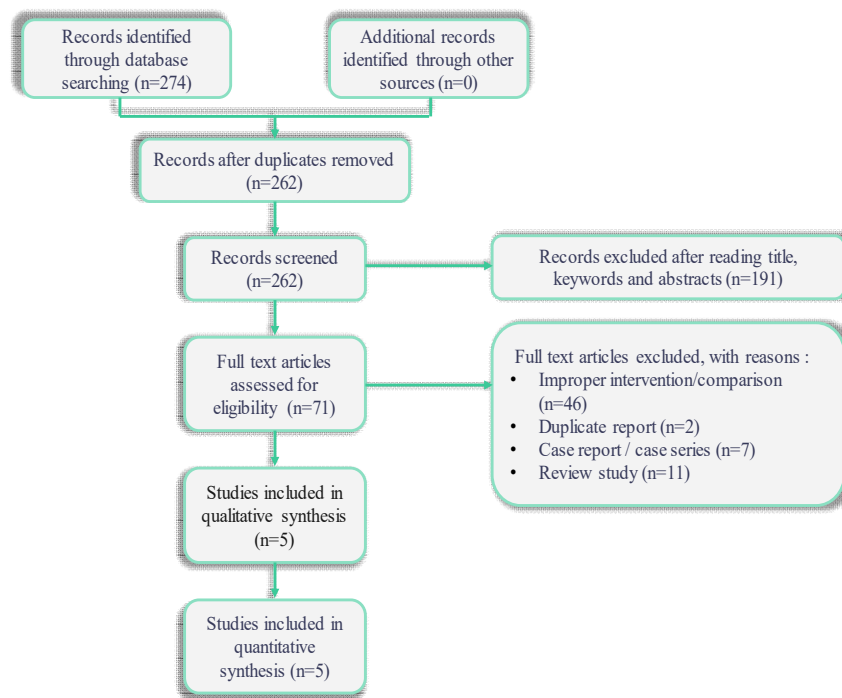 Records identified
through database
searching (n=274)
Additional records
identified through other
sources (n=0)
Records after duplicates removed
(n=262)
Records screened
(n=262)
Records excluded after reading title,
keywords and abstracts (n=191)
Full text articles
assessed for
eligibility (n=71)
Full text articles excluded, with reasons :
• Improper intervention/comparison
(n=46)
• Duplicate report (n=2)
• Case report / case series (n=7)
• Review study (n=11)
Studies included in
qualitative synthesis
(n=5)
Studies included in
quantitative
synthesis (n=5)